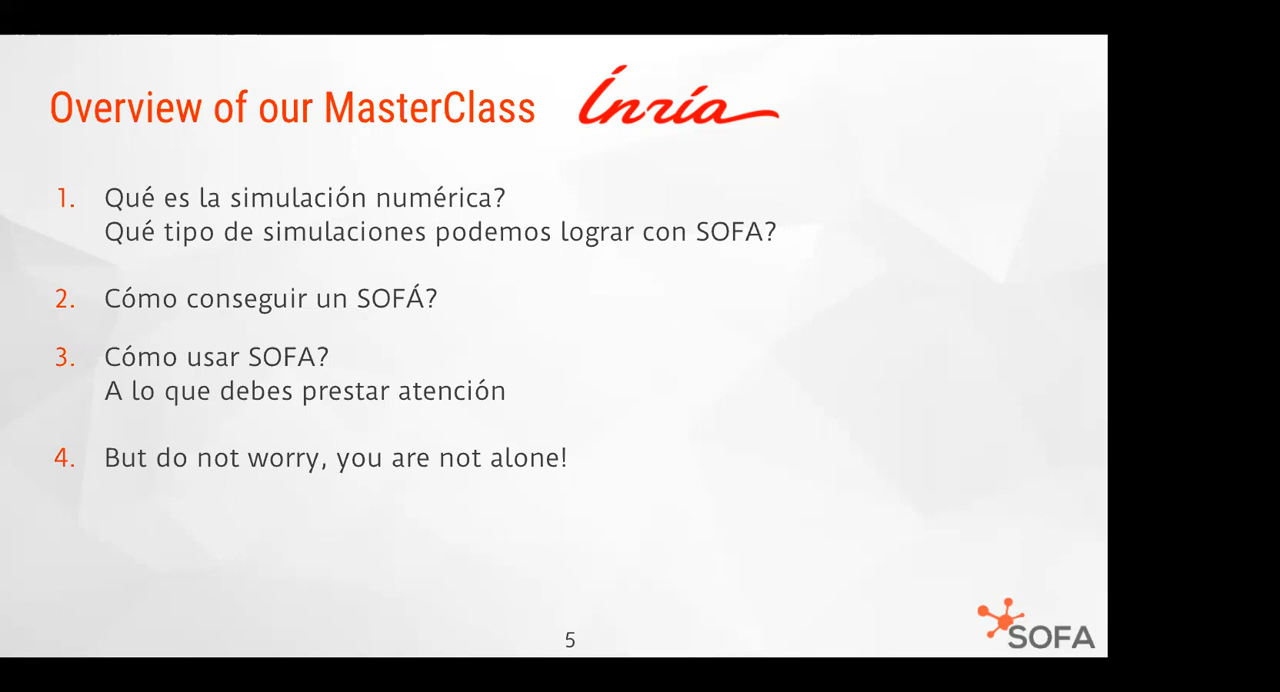 Overview of our MasterClass
Inría
1. Qué es la simulación numérica?
Qué tipo de simulaciones podemos lograr con SOFA?
2. Cómo conseguir un SOFÁ?
3. Cómo usar SOFA?
A lo que debes prestar atención
4. But do not worry, you are not alone!
5
SOFA